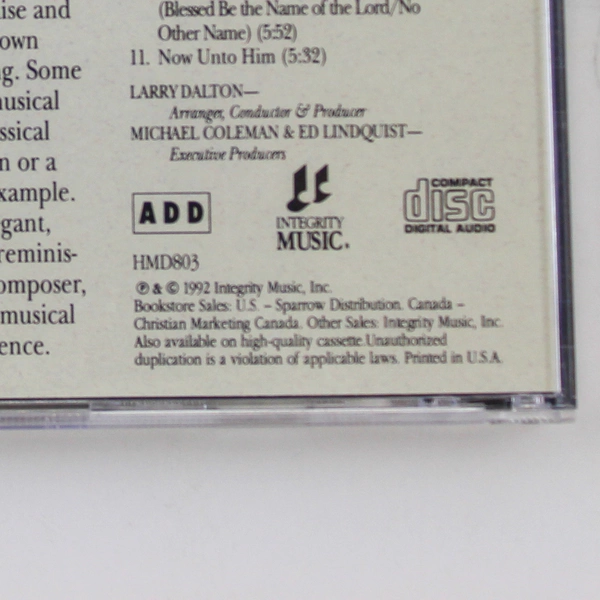 ise and
own
g. Some
usical
ssical
n or a
xample.
gant,
reminis-
omposer,
musical
ence.
(Blessed Be the Name of the Lord/No
Other Name) (5:52)
11. Now Unto Him (5:32)
LARRY DALTON—
Arranger, Conductor & Producer
MICHAEL COLEMAN & ED LINDQUIST—
Executive Producers
ADD
INTEGRITY
MUSIC.
COMPACT
disc
DIGITAL AUDIO
HMD803
℗ & © 1992 Integrity Music, Inc.
Bookstore Sales: U.S. – Sparrow Distribution. Canada –
Christian Marketing Canada. Other Sales: Integrity Music, Inc.
Also available on high-quality cassette.Unauthorized
duplication is a violation of applicable laws. Printed in U.S.A.